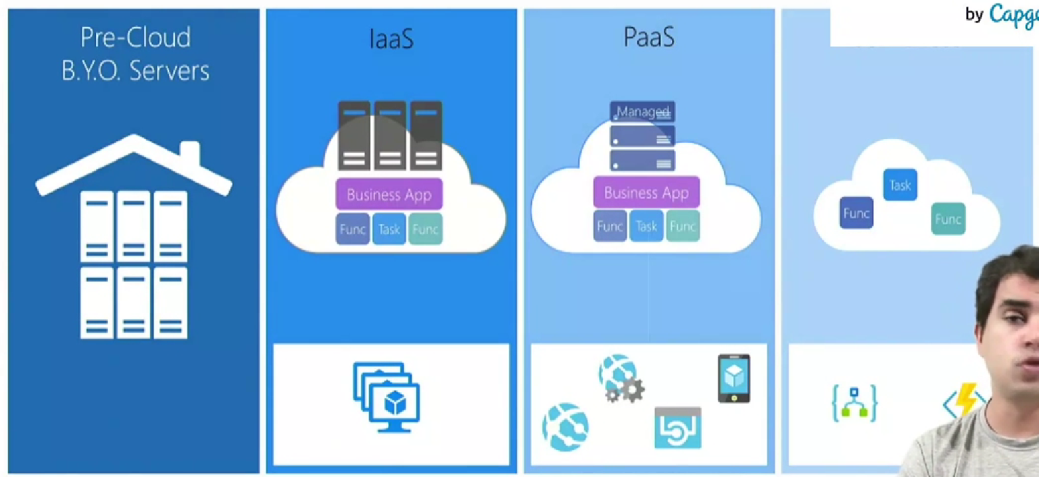 by Capge
Pre-Cloud
B.Y.O. Servers
IaaS
PaaS
Managed
Business App
Func Task Func
Business App
Func Task Func
Task
Func
Func